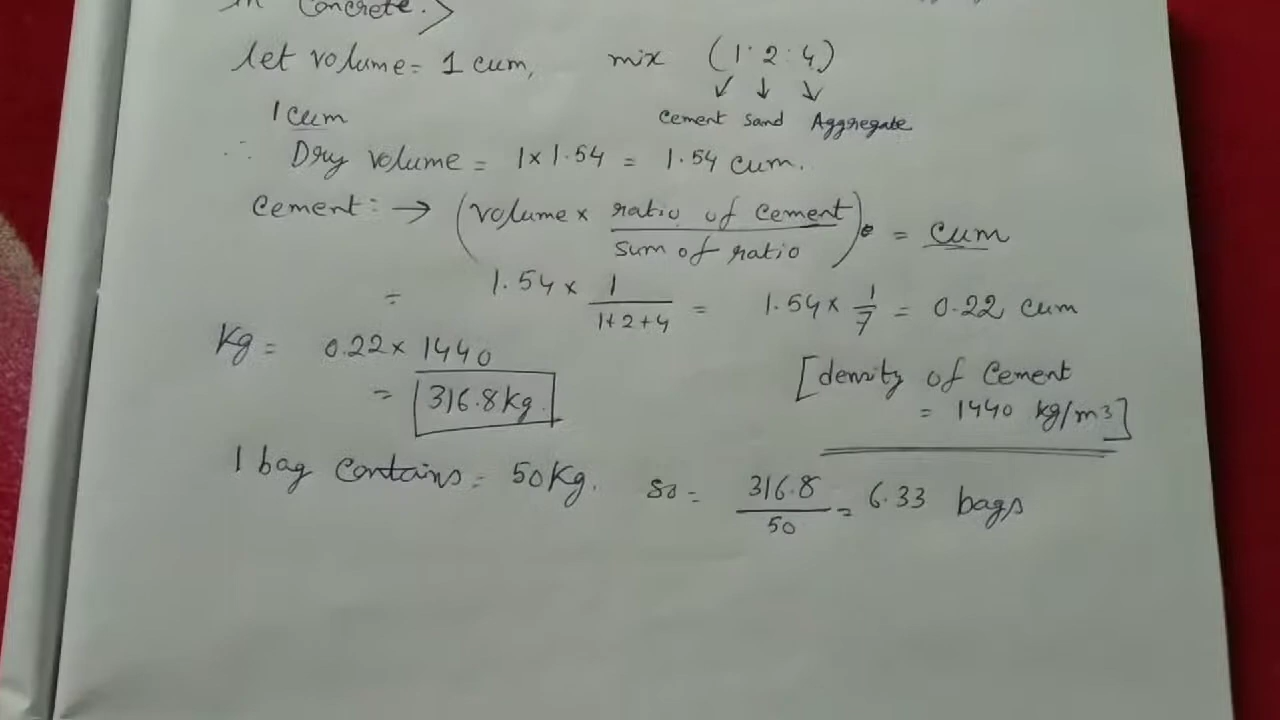 in Concrete.>
let volume = 1 cum, mix (1:2:4)
↙ ↓ ↘
Cement Sand Aggregate
1 cum
∴ Dry volume = 1 x 1.54 = 1.54 cum.
Cement: → (volume x ratio of cement / sum of ratio) = cum
= 1.54 x 1/(1+2+4) = 1.54 x 1/7 = 0.22 cum
Kg = 0.22 x 1440
= 316.8 kg.
[density of Cement
= 1440 kg/m3]
1 bag contains = 50 Kg. so = 316.8/50 = 6.33 bags